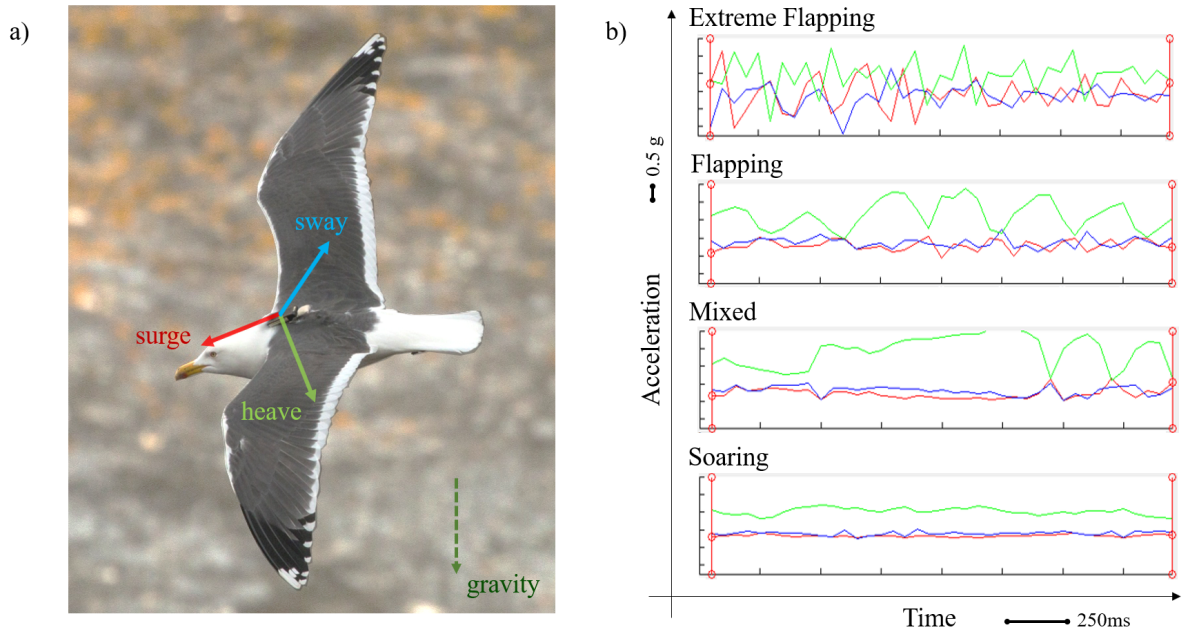 a)
sway
surge
heave
gravity
b)
Extreme Flapping
Flapping
Mixed
Soaring
Acceleration
0.5 g
Time
250ms